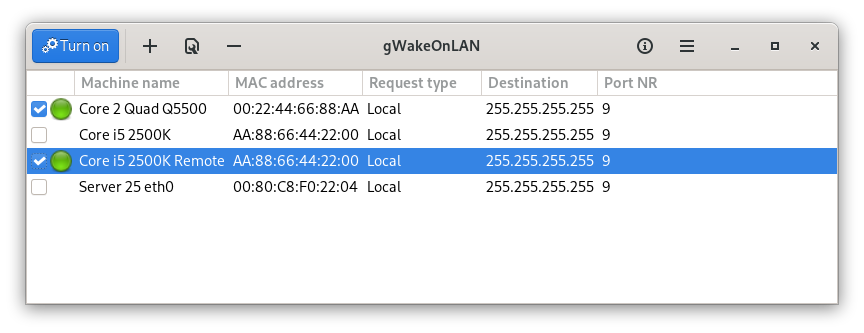 Turn on gWakeOnLAN
Machine name MAC address Request type Destination Port NR
Core 2 Quad Q5500 00:22:44:66:88:AA Local 255.255.255.255 9
Core i5 2500K AA:88:66:44:22:00 Local 255.255.255.255 9
Core i5 2500K Remote AA:88:66:44:22:00 Local 255.255.255.255 9
Server 25 eth0 00:80:C8:F0:22:04 Local 255.255.255.255 9